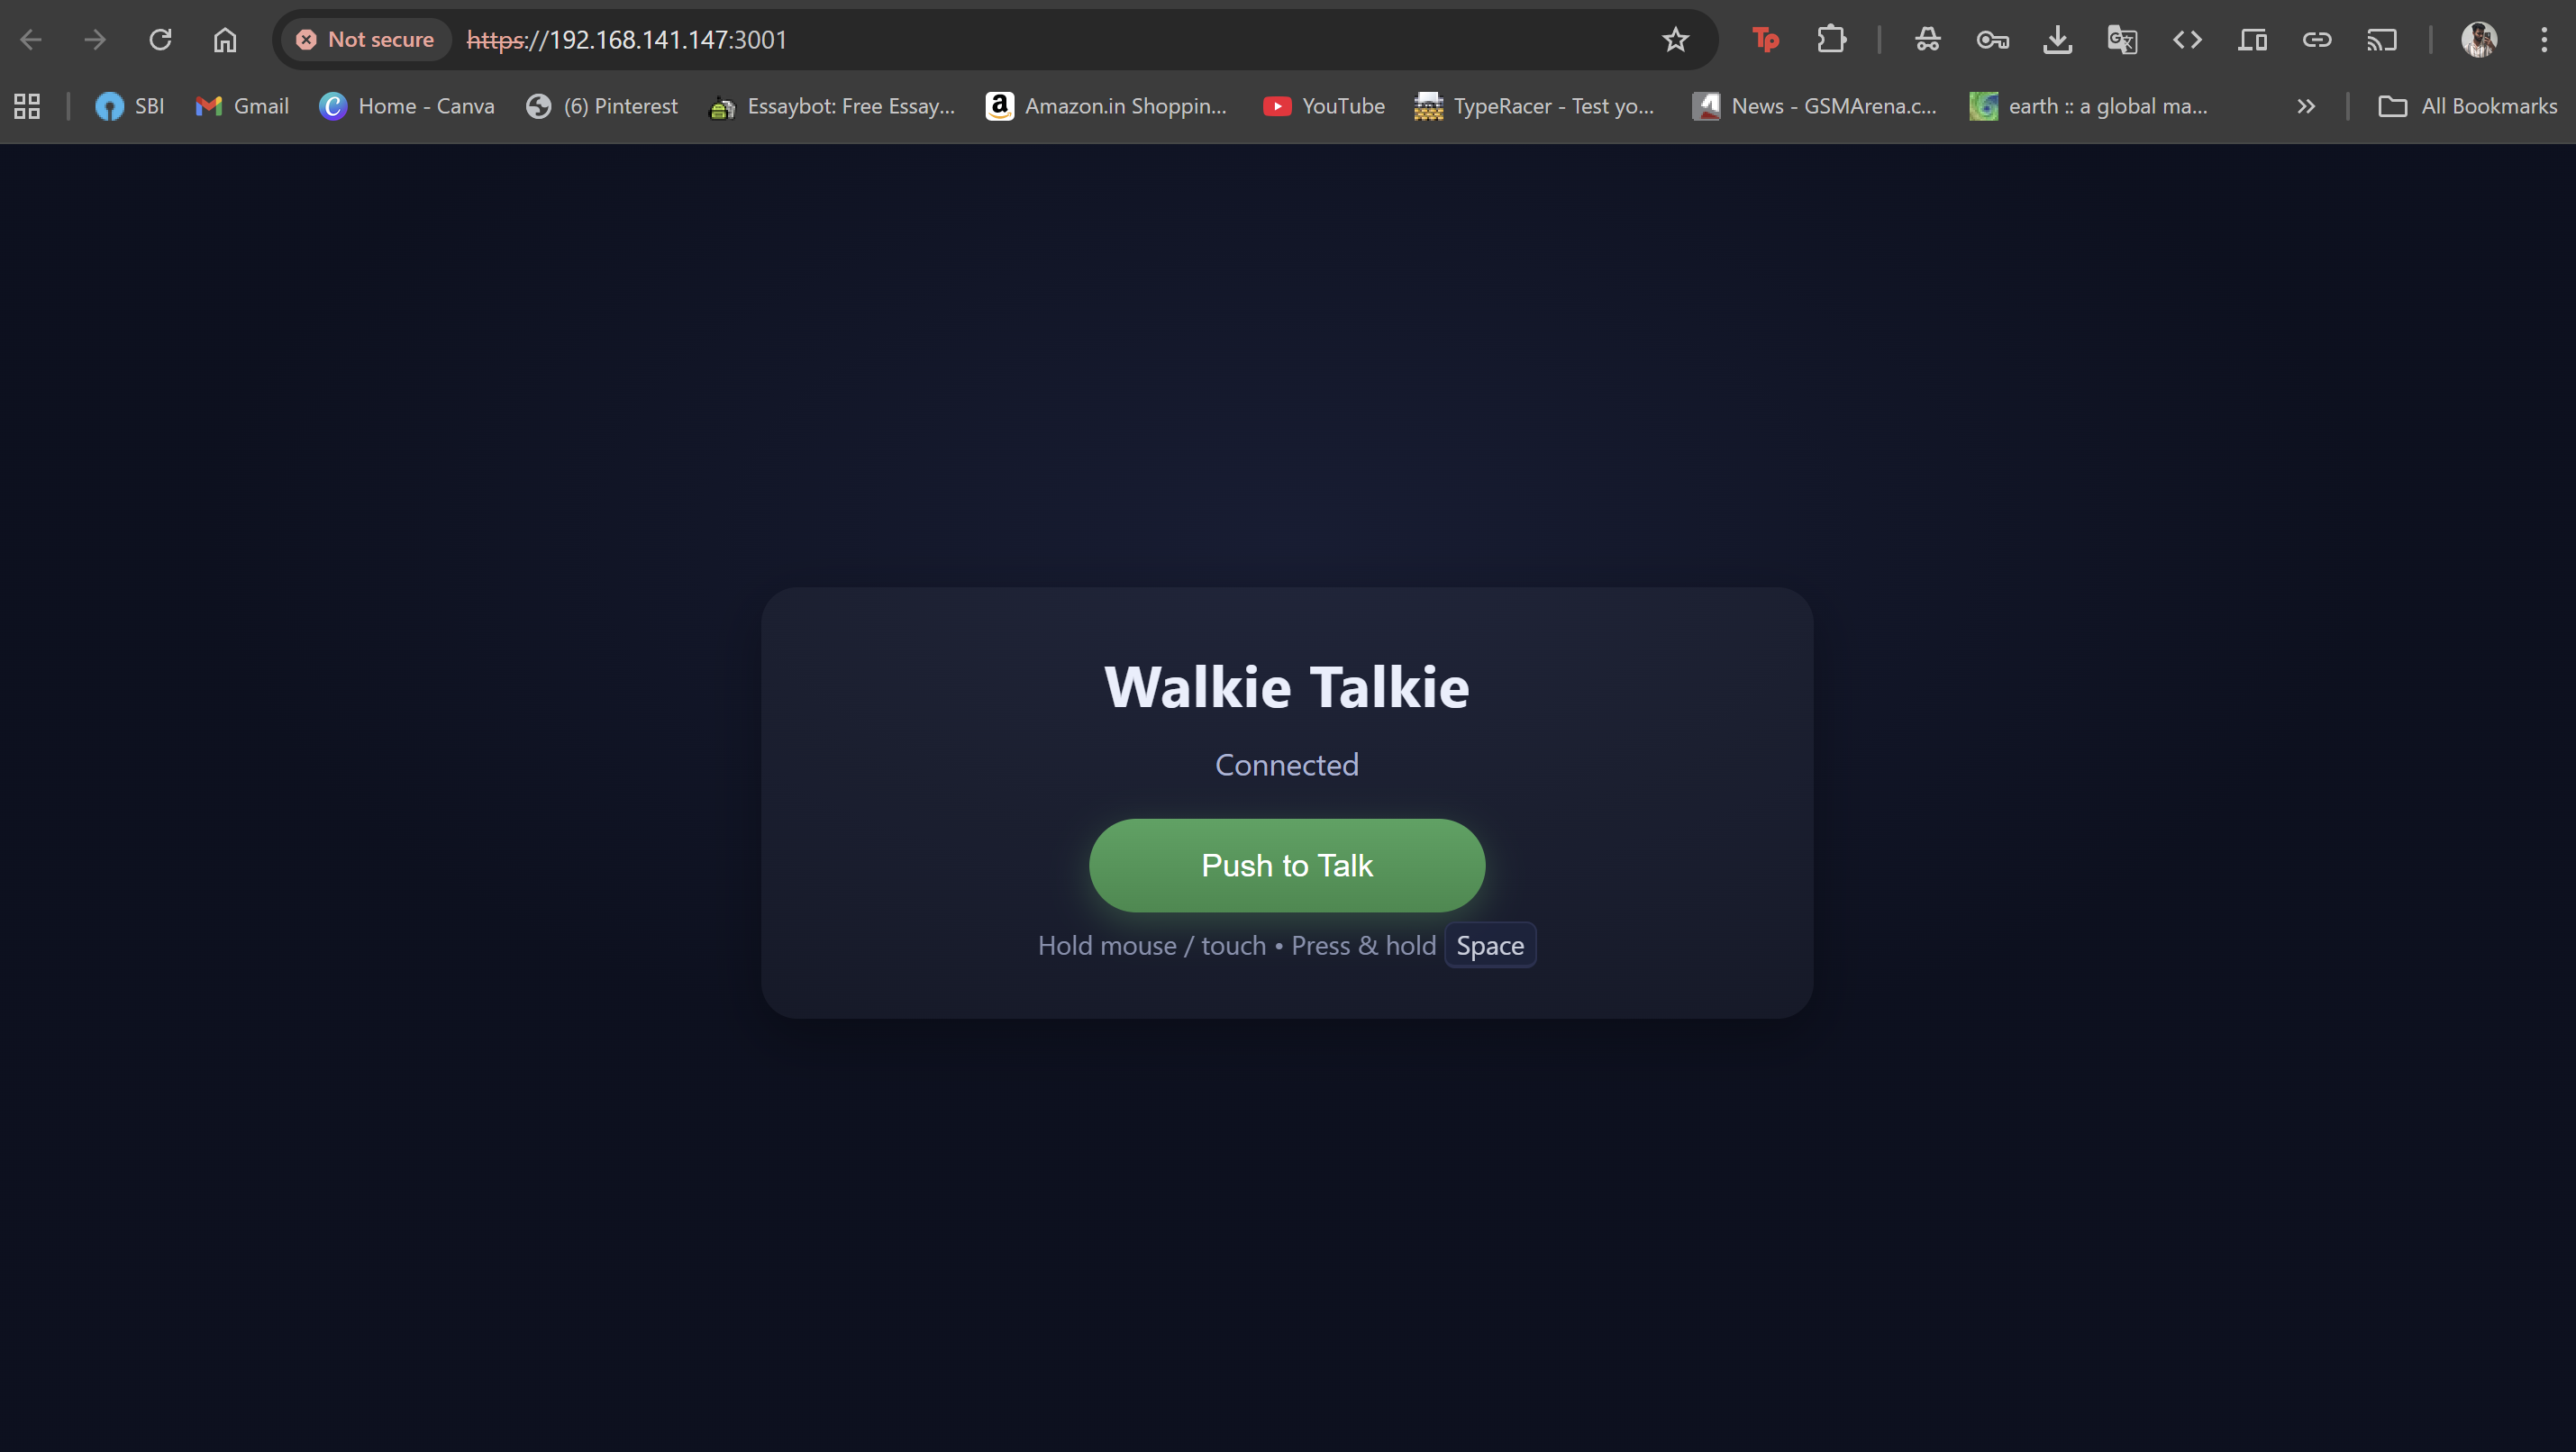 Not secure https://192.168.141.147:3001
SBI Gmail Home - Canva (6) Pinterest Essaybot: Free Essay... Amazon.in Shoppin... YouTube TypeRacer - Test yo... News - GSMArena.c... earth :: a global ma... All Bookmarks
Walkie Talkie
Connected
Push to Talk
Hold mouse / touch • Press & hold Space